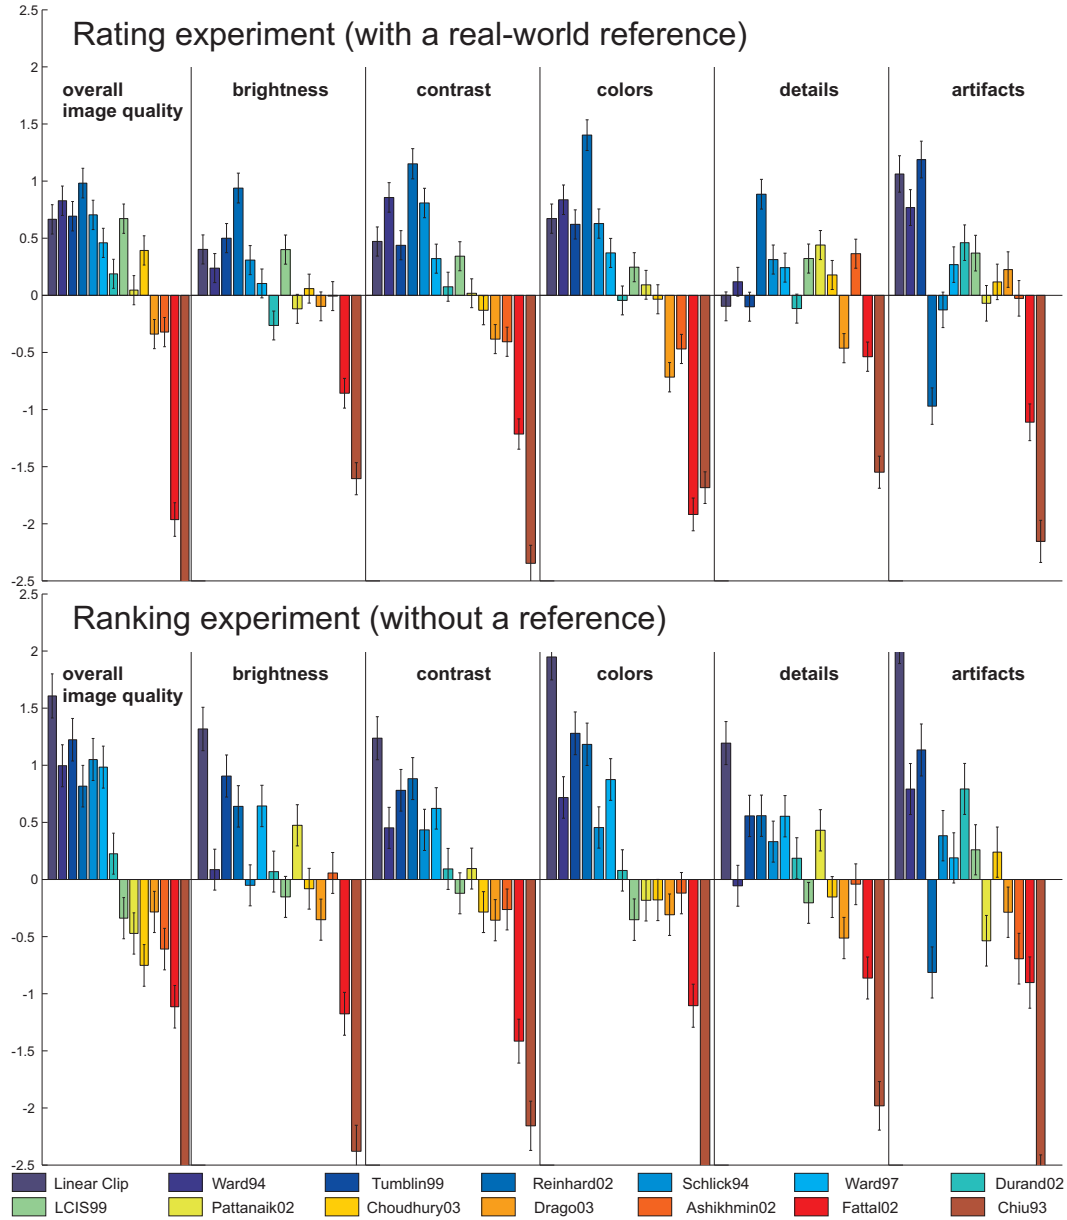 2.5
Rating experiment (with a real-world reference)
2
overall image quality
brightness
contrast
colors
details
artifacts
1.5
1
0.5
0
-0.5
-1
-1.5
-2
-2.5
2.5
Ranking experiment (without a reference)
2
overall image quality
brightness
contrast
colors
details
artifacts
1.5
1
0.5
0
-0.5
-1
-1.5
-2
-2.5
Linear Clip Ward94 Tumblin99 Reinhard02 Schlick94 Ward97 Durand02
LCIS99 Pattanaik02 Choudhury03 Drago03 Ashikhmin02 Fattal02 Chiu93